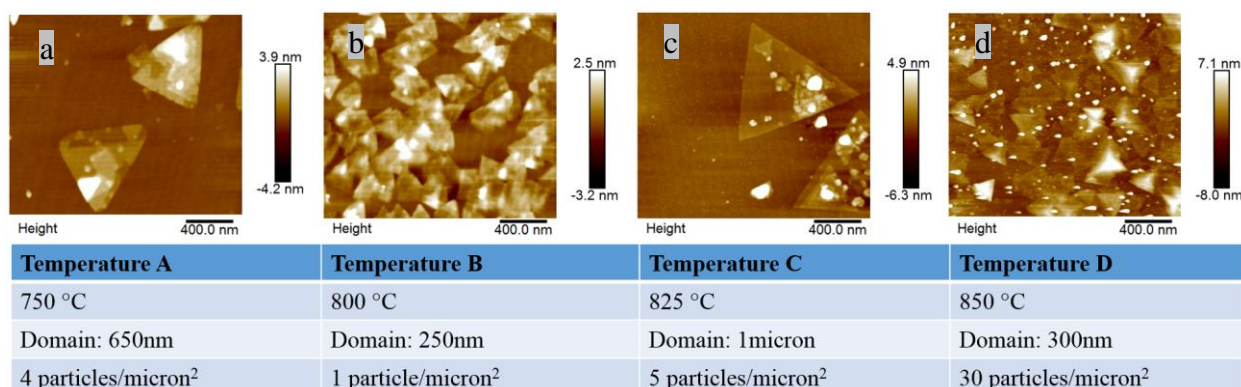 a
3.9 nm
-4.2 nm
Height
400.0 nm
b
2.5 nm
-3.2 nm
Height
400.0 nm
c
4.9 nm
-6.3 nm
Height
400.0 nm
d
7.1 nm
-8.0 nm
Height
400.0 nm
Temperature A Temperature B Temperature C Temperature D
750 °C 800 °C 825 °C 850 °C
Domain: 650nm Domain: 250nm Domain: 1micron Domain: 300nm
4 particles/micron² 1 particle/micron² 5 particles/micron² 30 particles/micron²